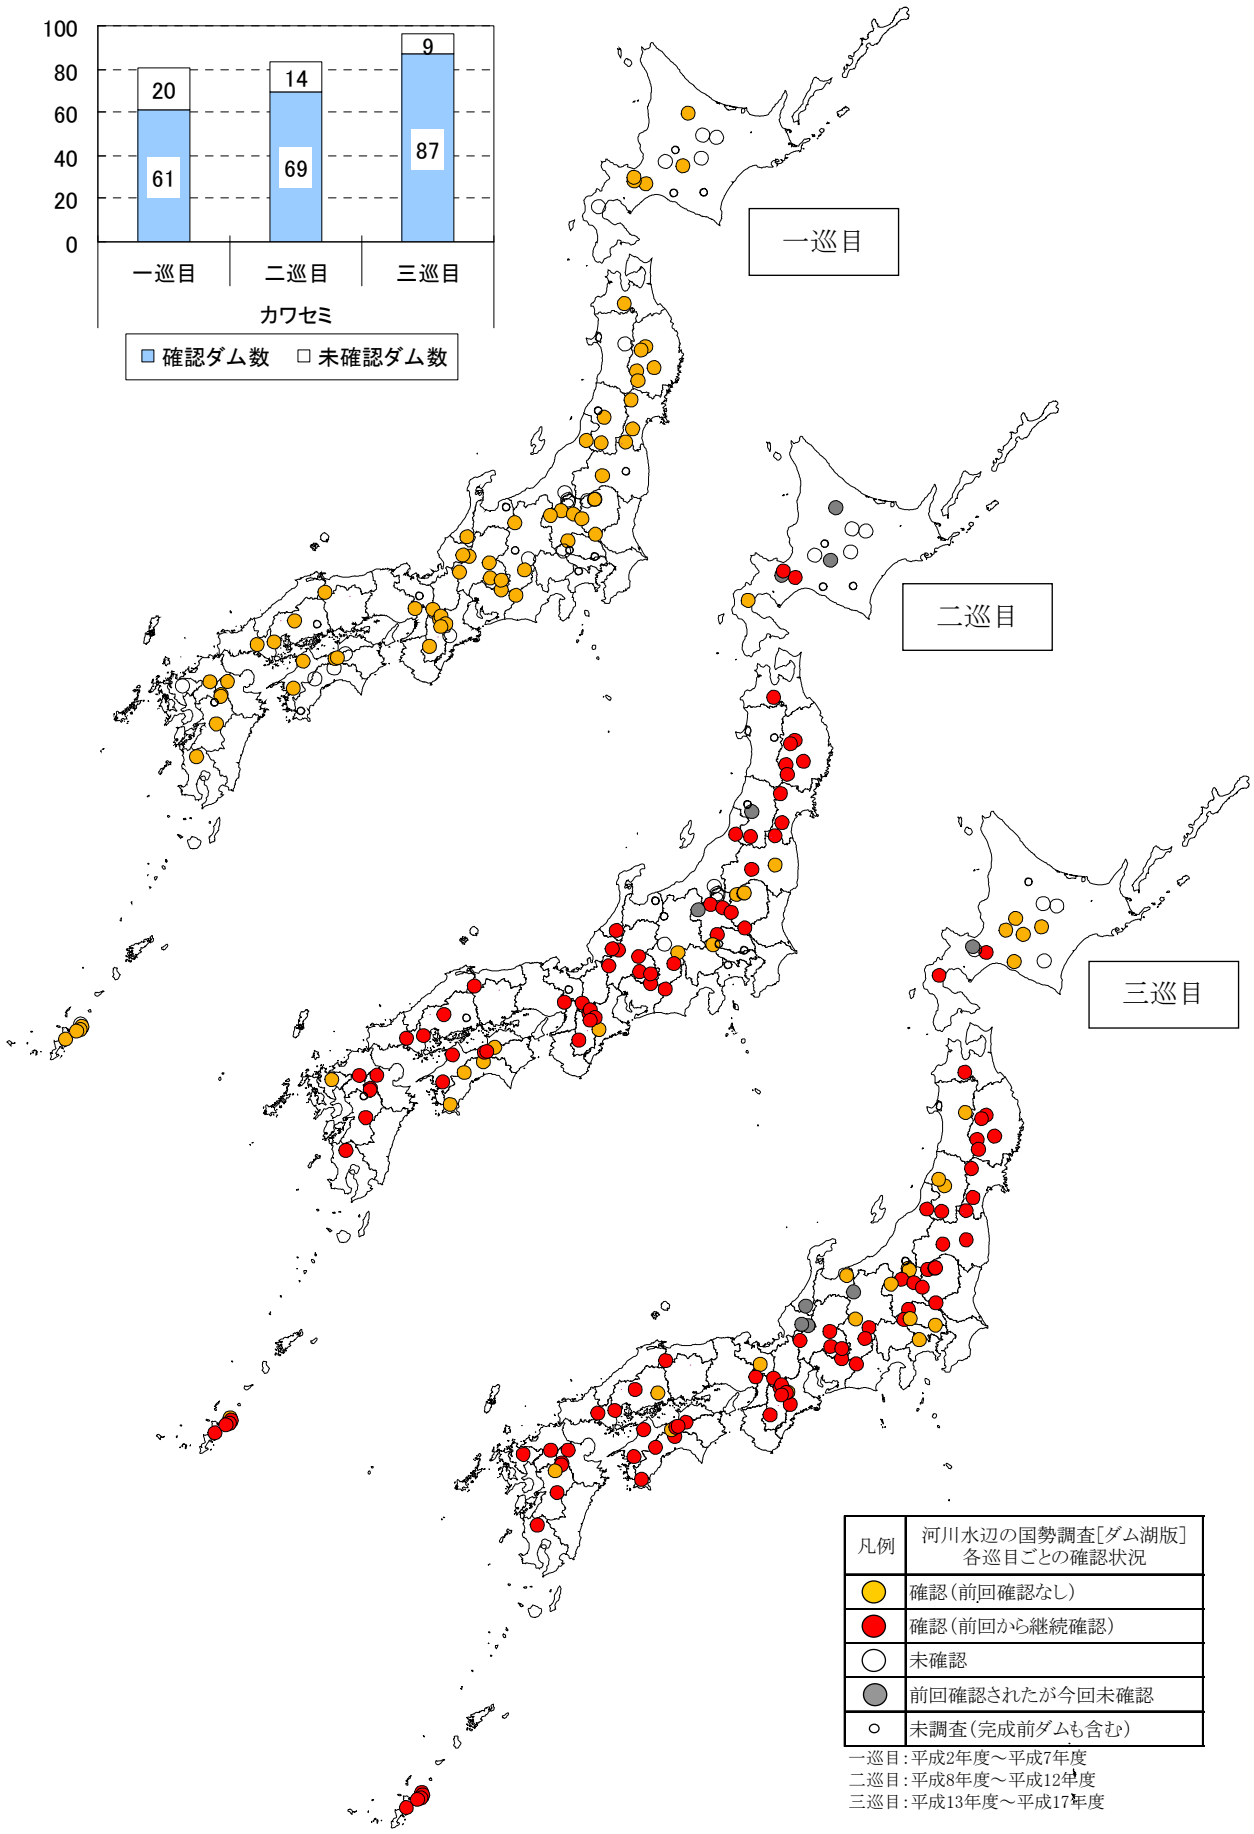 100
80
60
40
20
0
20
14
9
61
69
87
一巡目
二巡目
三巡目
カワセミ
確認ダム数
未確認ダム数
一巡目
二巡目
三巡目
凡例
河川水辺の国勢調査[ダム湖版]
各巡目ごとの確認状況
確認(前回確認なし)
確認(前回から継続確認)
未確認
前回確認されたが今回未確認
未調査(完成前ダムも含む)
一巡目:平成2年度～平成7年度
二巡目:平成8年度～平成12年度
三巡目:平成13年度～平成17年度